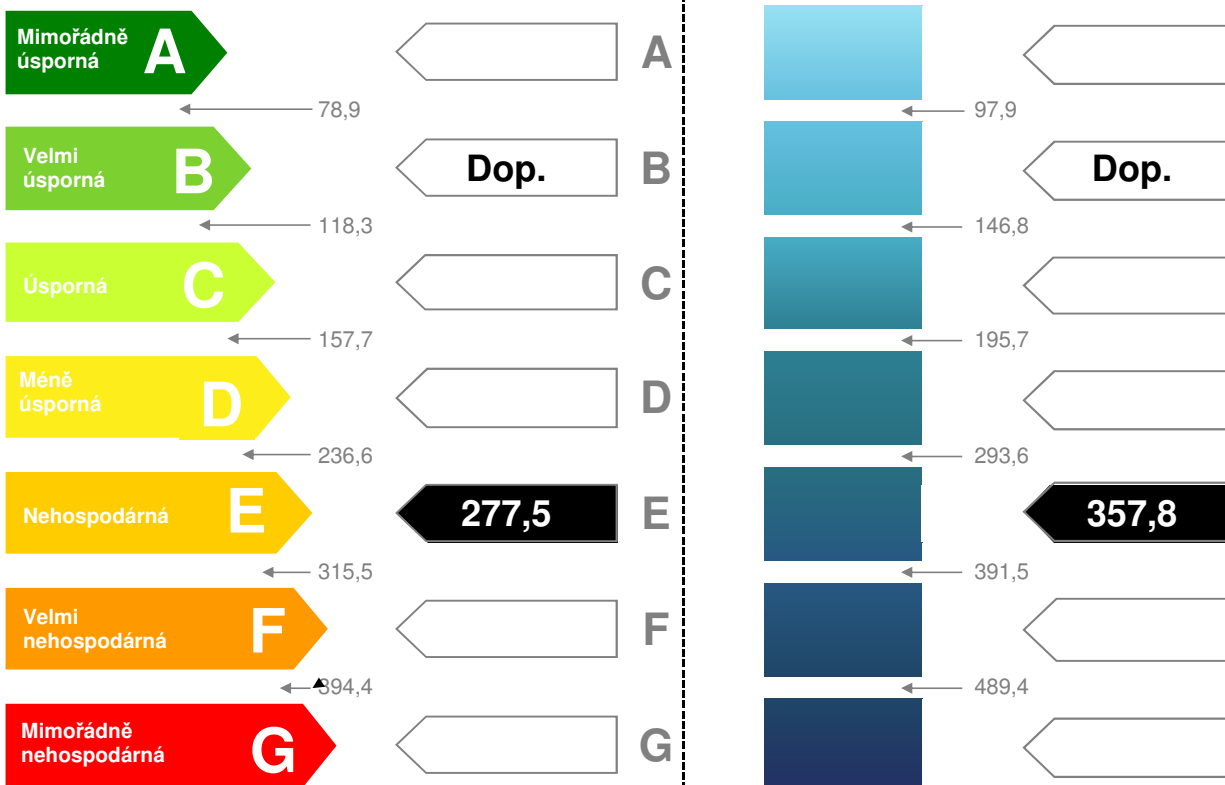 Mimořádně
úsporná
A
A
78,9
97,9
Velmi
úsporná
B
Dop.
B
Dop.
118,3
146,8
Úsporná
C
C
157,7
195,7
Méně
úsporná
D
D
236,6
293,6
Nehospodárná
E
277,5
E
357,8
315,5
391,5
Velmi
nehospodárná
F
F
394,4
489,4
Mimořádně
nehospodárná
G
G